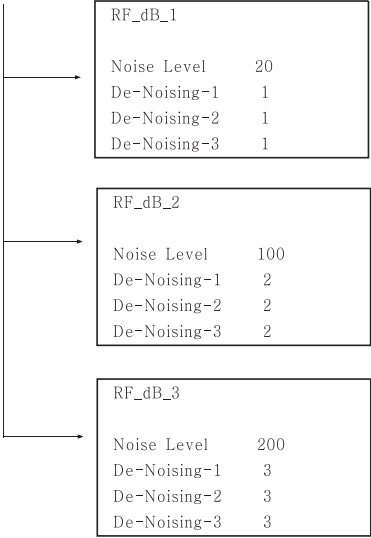 RF_dB_1
Noise Level 20
De-Noising-1 1
De-Noising-2 1
De-Noising-3 1
RF_dB_2
Noise Level 100
De-Noising-1 2
De-Noising-2 2
De-Noising-3 2
RF_dB_3
Noise Level 200
De-Noising-1 3
De-Noising-2 3
De-Noising-3 3